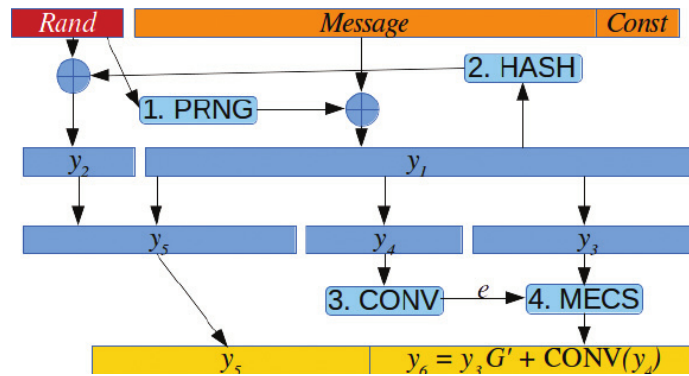 Rand Message Const
2. HASH
1. PRNG
y2 y1
y5 y4 y3
3. CONV e 4. MECS
y5 y6 = y3 G' + CONV(y4)